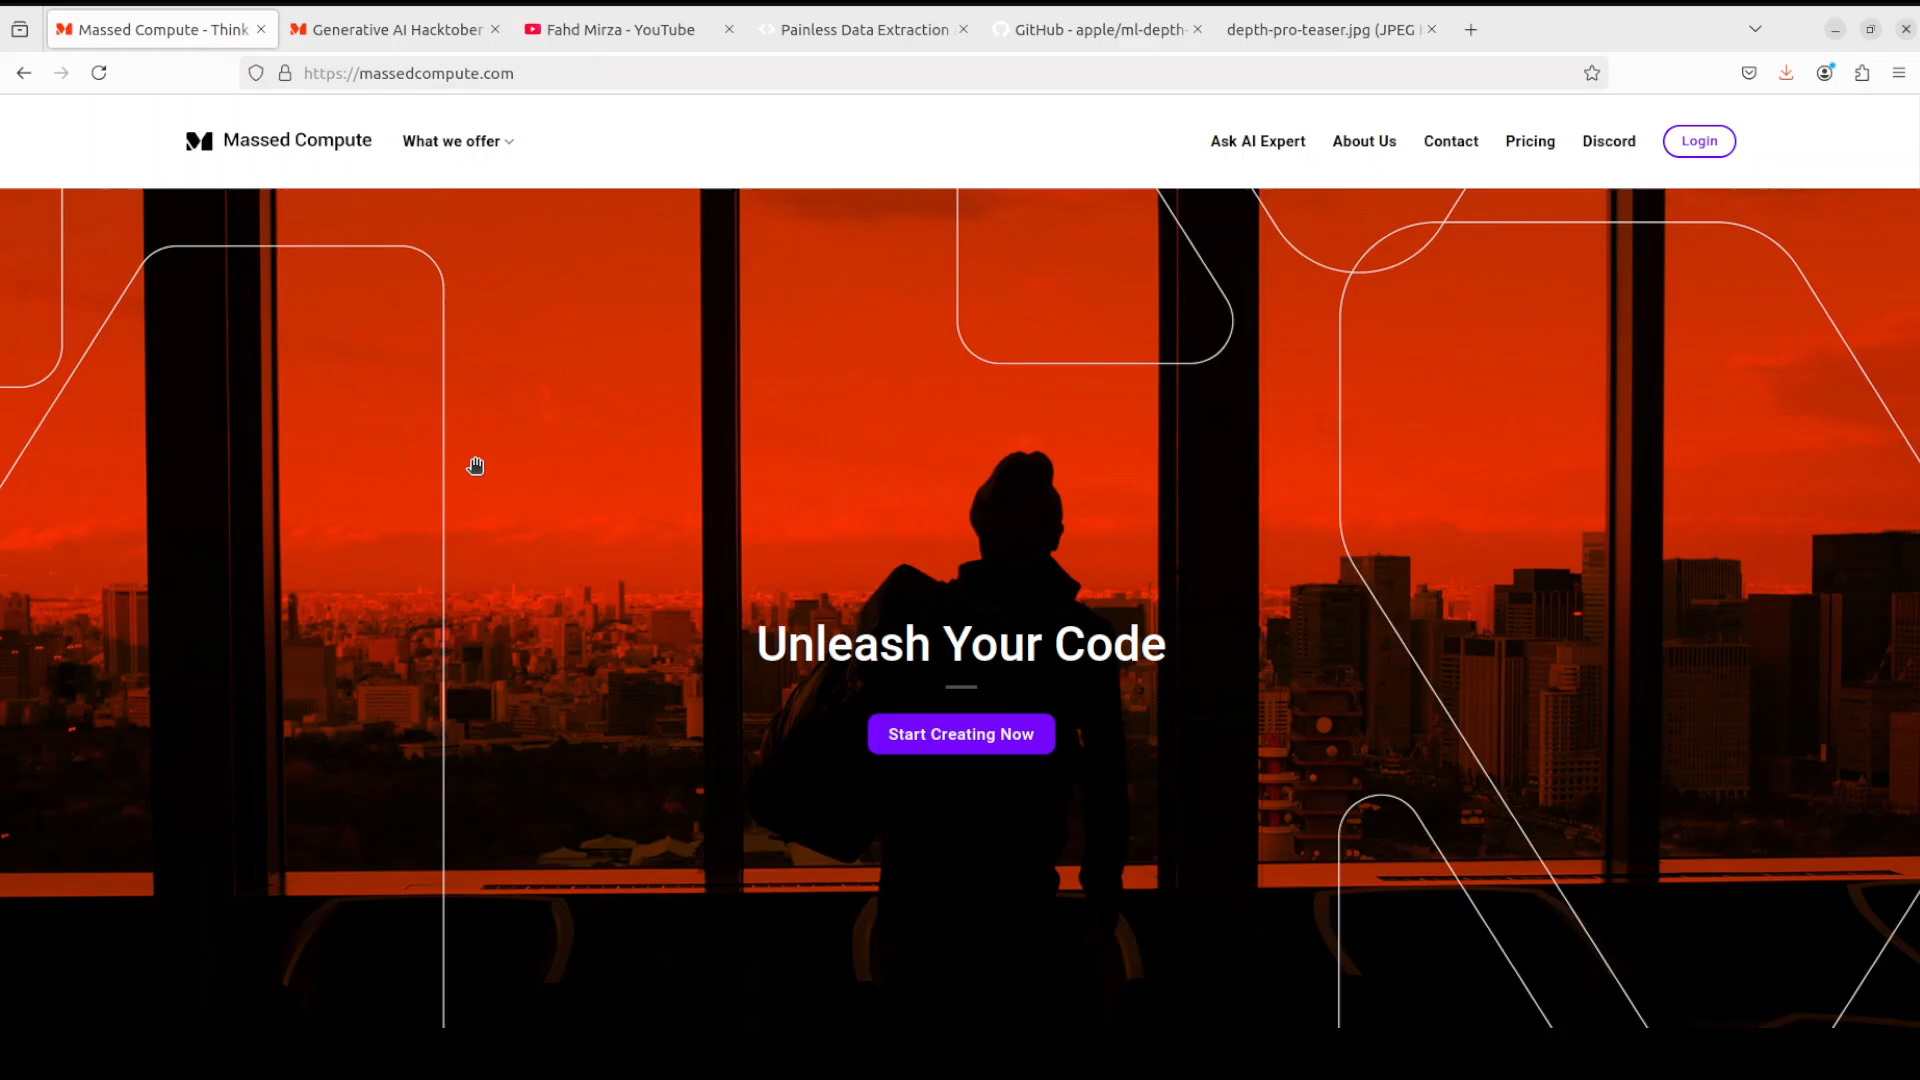 Massed Compute - Think
Generative AI Hacktober
Fahd Mirza - YouTube
Painless Data Extraction
GitHub - apple/ml-depth-
depth-pro-teaser.jpg (JPEG
https://massedcompute.com
Massed Compute
What we offer
Ask AI Expert
About Us
Contact
Pricing
Discord
Login
Unleash Your Code
Start Creating Now